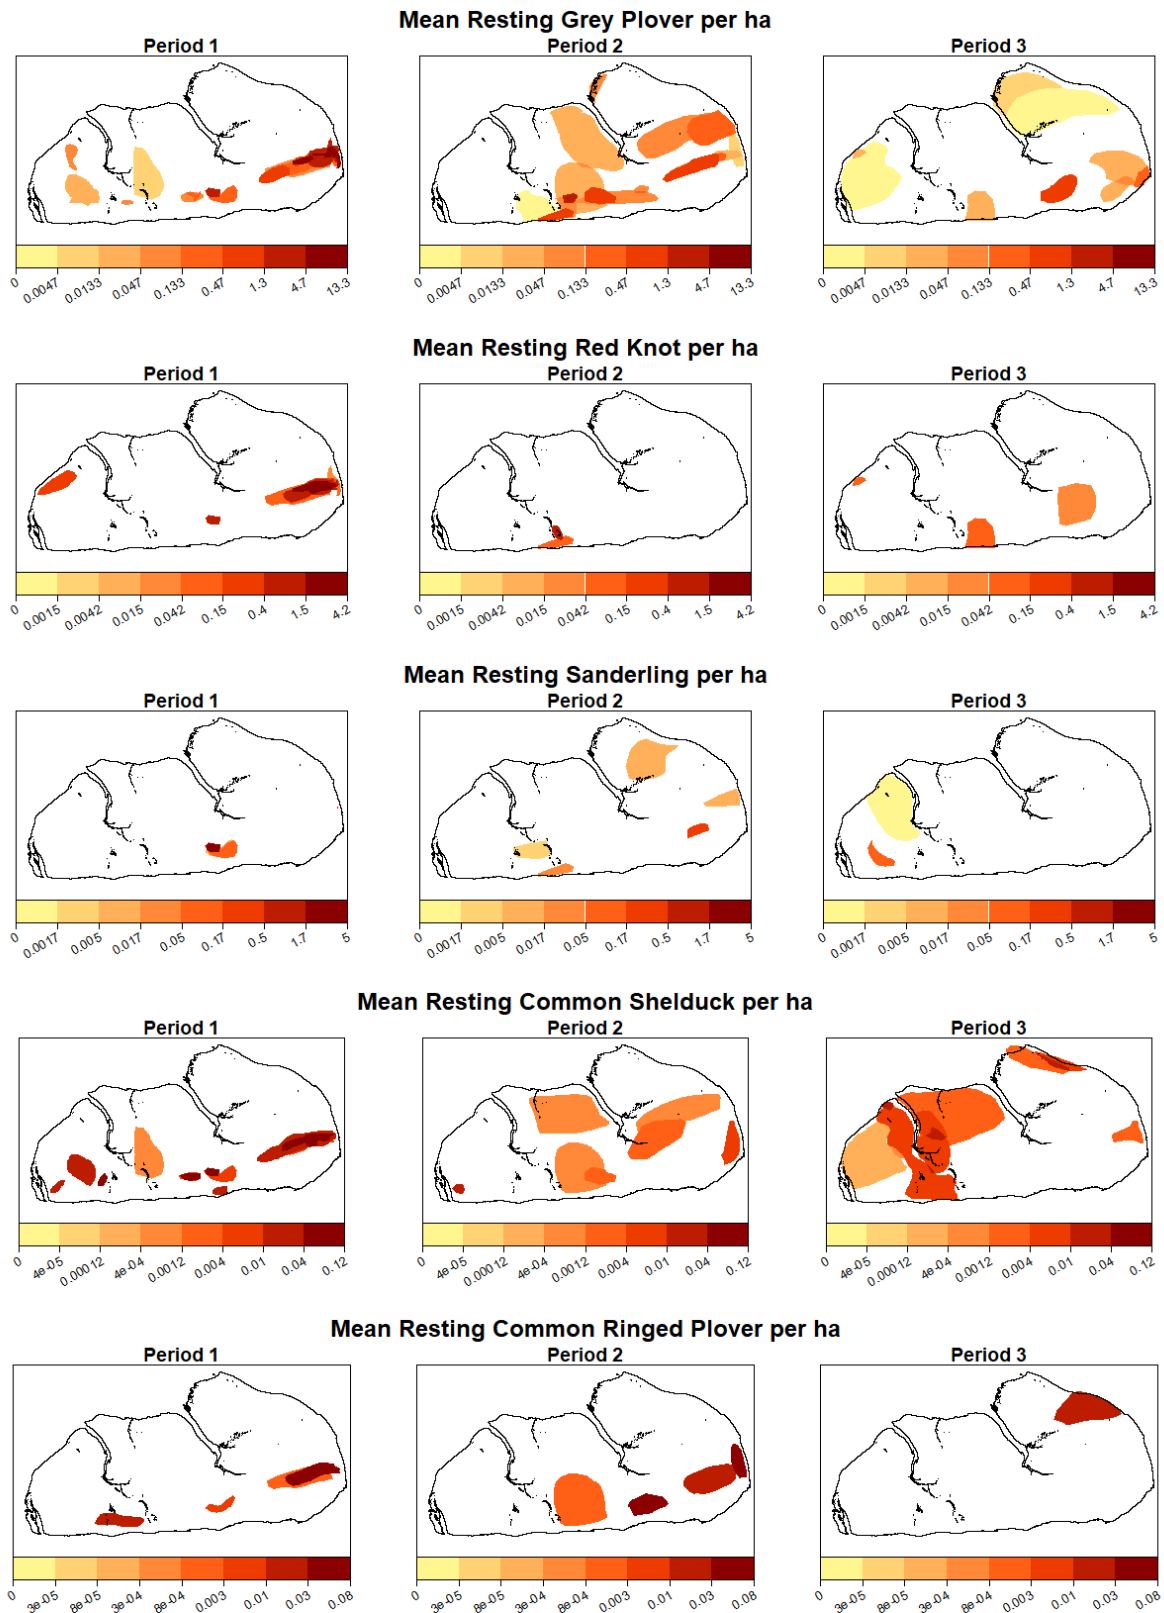 Mean Resting Grey Plover per ha
Period 1 Period 2 Period 3
0 0.0047 0.0133 0.047 0.133 0.47 1.3 4.7 13.3 0 0.0047 0.0133 0.047 0.133 0.47 1.3 4.7 13.3 0 0.0047 0.0133 0.047 0.133 0.47 1.3 4.7 13.3
Mean Resting Red Knot per ha
Period 1 Period 2 Period 3
0 0.0015 0.0042 0.015 0.042 0.15 0.4 1.5 4.2 0 0.0015 0.0042 0.015 0.042 0.15 0.4 1.5 4.2 0 0.0015 0.0042 0.015 0.042 0.15 0.4 1.5 4.2
Mean Resting Sanderling per ha
Period 1 Period 2 Period 3
0 0.0017 0.005 0.017 0.05 0.17 0.5 1.7 5 0 0.0017 0.005 0.017 0.05 0.17 0.5 1.7 5 0 0.0017 0.005 0.017 0.05 0.17 0.5 1.7 5
Mean Resting Common Shelduck per ha
Period 1 Period 2 Period 3
0 4e-05 0.00012 4e-04 0.0012 0.004 0.01 0.04 0.12 0 4e-05 0.00012 4e-04 0.0012 0.004 0.01 0.04 0.12 0 4e-05 0.00012 4e-04 0.0012 0.004 0.01 0.04 0.12
Mean Resting Common Ringed Plover per ha
Period 1 Period 2 Period 3
0 3e-05 8e-05 3e-04 8e-04 0.003 0.01 0.03 0.08 0 3e-05 8e-05 3e-04 8e-04 0.003 0.01 0.03 0.08 0 3e-05 8e-05 3e-04 8e-04 0.003 0.01 0.03 0.08